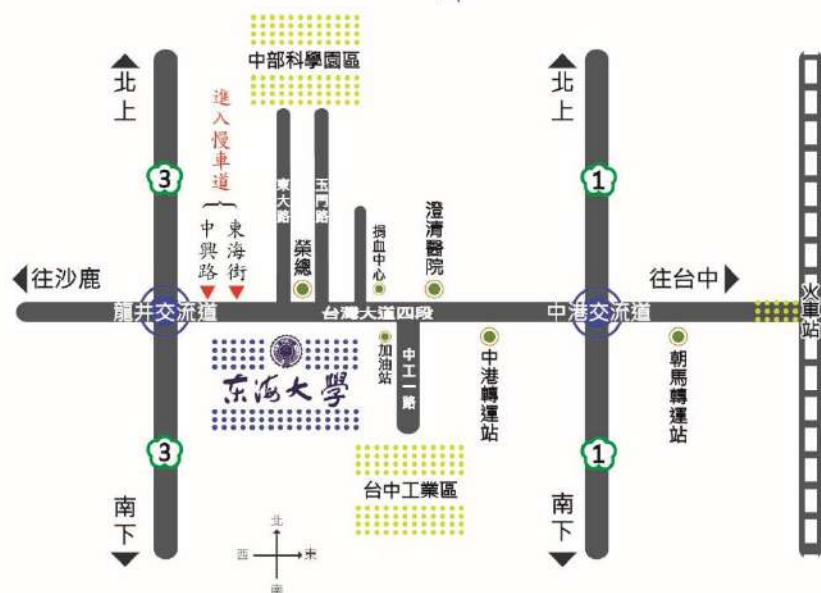 北上
中部科學園區
進入慢車道
中興路
東海街
3
東大路
玉門路
榮總
捐血中心
澄清醫院
北上
1
往沙鹿
龍井交流道
台灣大道四段
中港交流道
往台中
火車站
东海大學
加油站
中工一路
中港轉運站
朝馬轉運站
3
1
台中工業區
南下
南下
北
西
東
南